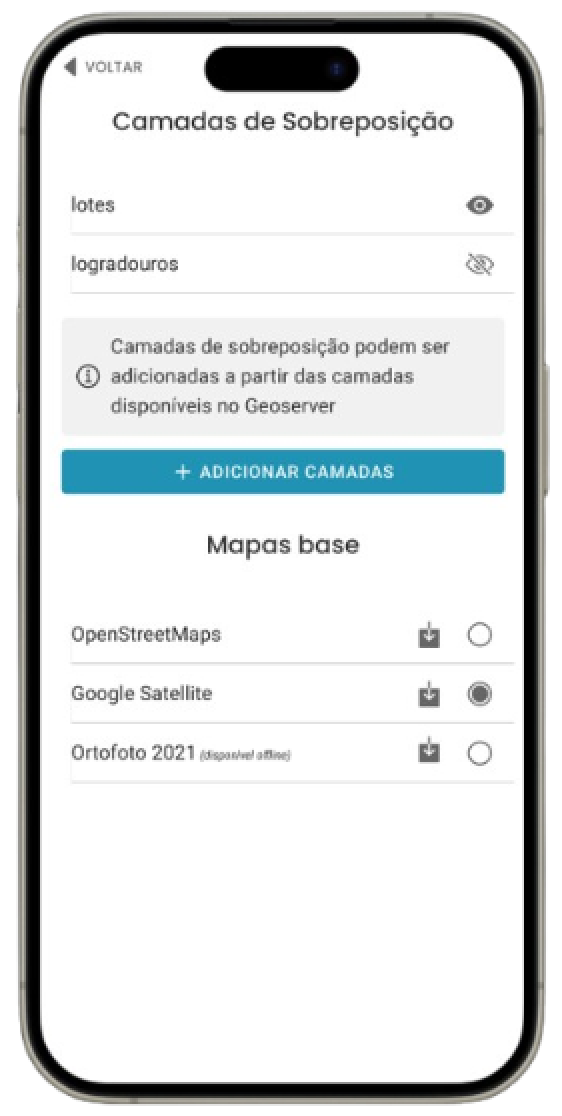 VOLTAR
Camadas de Sobreposição
lotes
logradouros
Camadas de sobreposição podem ser
adicionadas a partir das camadas
disponíveis no Geoserver
+ ADICIONAR CAMADAS
Mapas base
OpenStreetMaps
Google Satellite
Ortofoto 2021 (disponível offline)